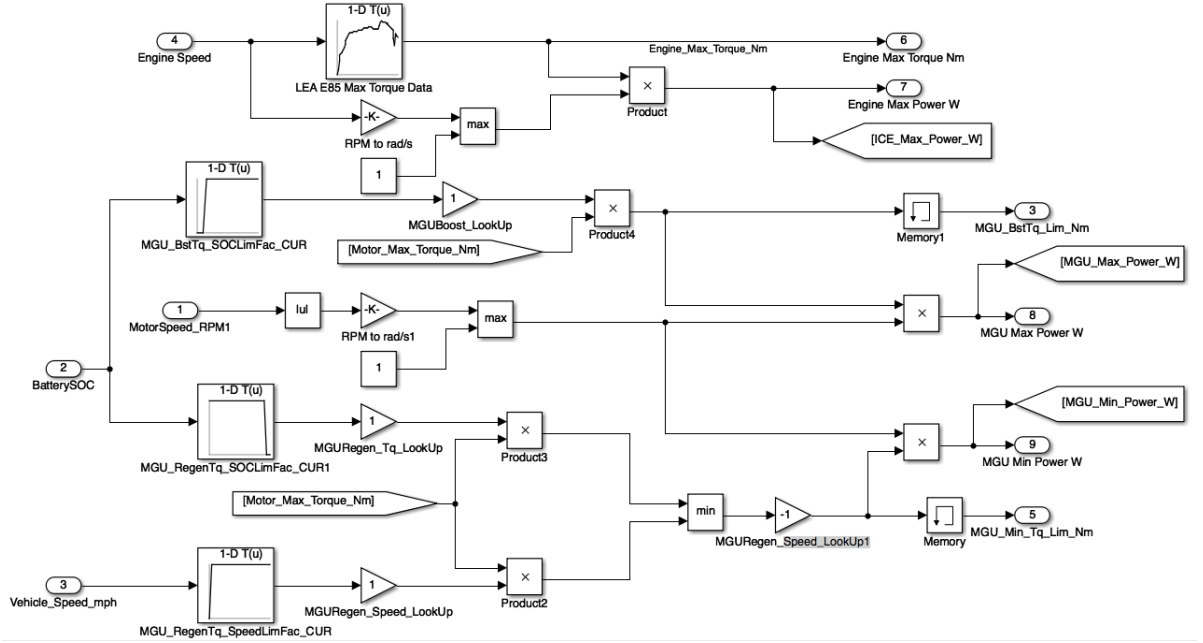 1-D T(u)
4
Engine Speed
LEA E85 Max Torque Data
Engine_Max_Torque_Nm
6
Engine Max Torque Nm
×
Product
7
Engine Max Power W
[ICE_Max_Power_W]
-K-
RPM to rad/s
max
1
1-D T(u)
MGU_BstTq_SOCLimFac_CUR
1
MGUBoost_LookUp
×
Product4
[Motor_Max_Torque_Nm]
Memory1
3
MGU_BstTq_Lim_Nm
[MGU_Max_Power_W]
1
MotorSpeed_RPM1
|u|
-K-
RPM to rad/s1
max
1
×
8
MGU Max Power W
2
BatterySOC
1-D T(u)
MGU_RegenTq_SOCLimFac_CUR1
1
MGURegen_Tq_LookUp
×
Product3
[MGU_Min_Power_W]
×
9
MGU Min Power W
[Motor_Max_Torque_Nm]
min
-1
MGURegen_Speed_LookUp1
Memory
5
MGU_Min_Tq_Lim_Nm
1-D T(u)
3
Vehicle_Speed_mph
MGU_RegenTq_SpeedLimFac_CUR
1
MGURegen_Speed_LookUp
×
Product2